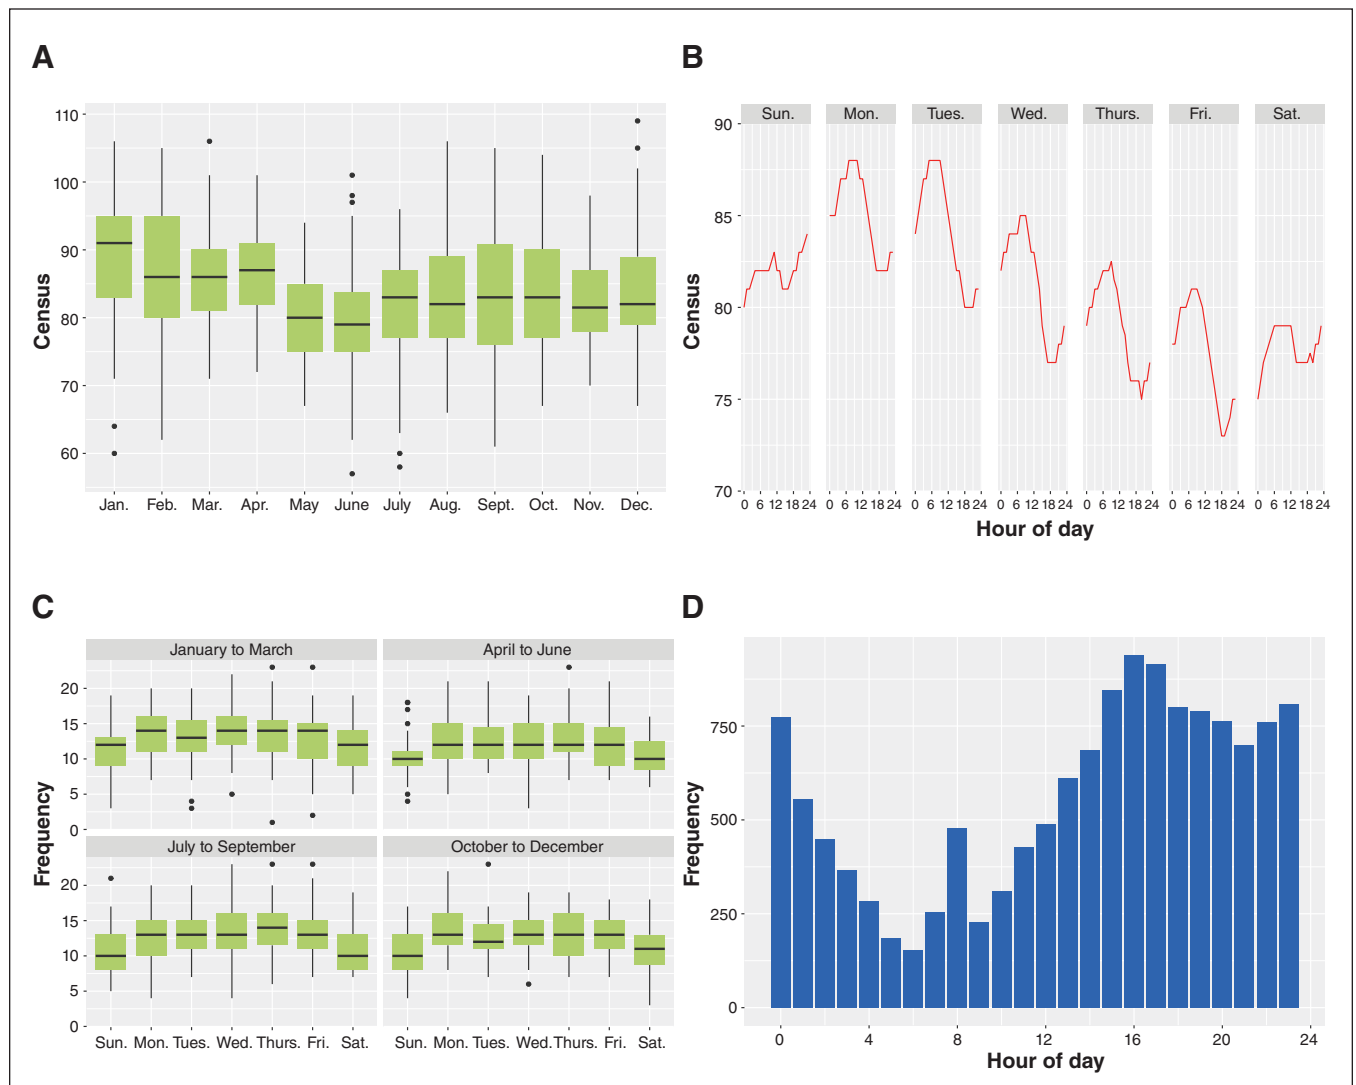 A
Census
110
100
90
80
70
60
Jan. Feb. Mar. Apr. May June July Aug. Sept. Oct. Nov. Dec.
B
Sun. Mon. Tues. Wed. Thurs. Fri. Sat.
Census
90
85
80
75
70
0 6 12 18 24 0 6 12 18 24 0 6 12 18 24 0 6 12 18 24 0 6 12 18 24 0 6 12 18 24 0 6 12 18 24
Hour of day
C
January to March April to June
Frequency
20
15
10
5
0
July to September October to December
20
15
10
5
0
Sun. Mon. Tues. Wed. Thurs. Fri. Sat. Sun. Mon. Tues. Wed. Thurs. Fri. Sat.
D
Frequency
750
500
250
0
0 4 8 12 16 20 24
Hour of day